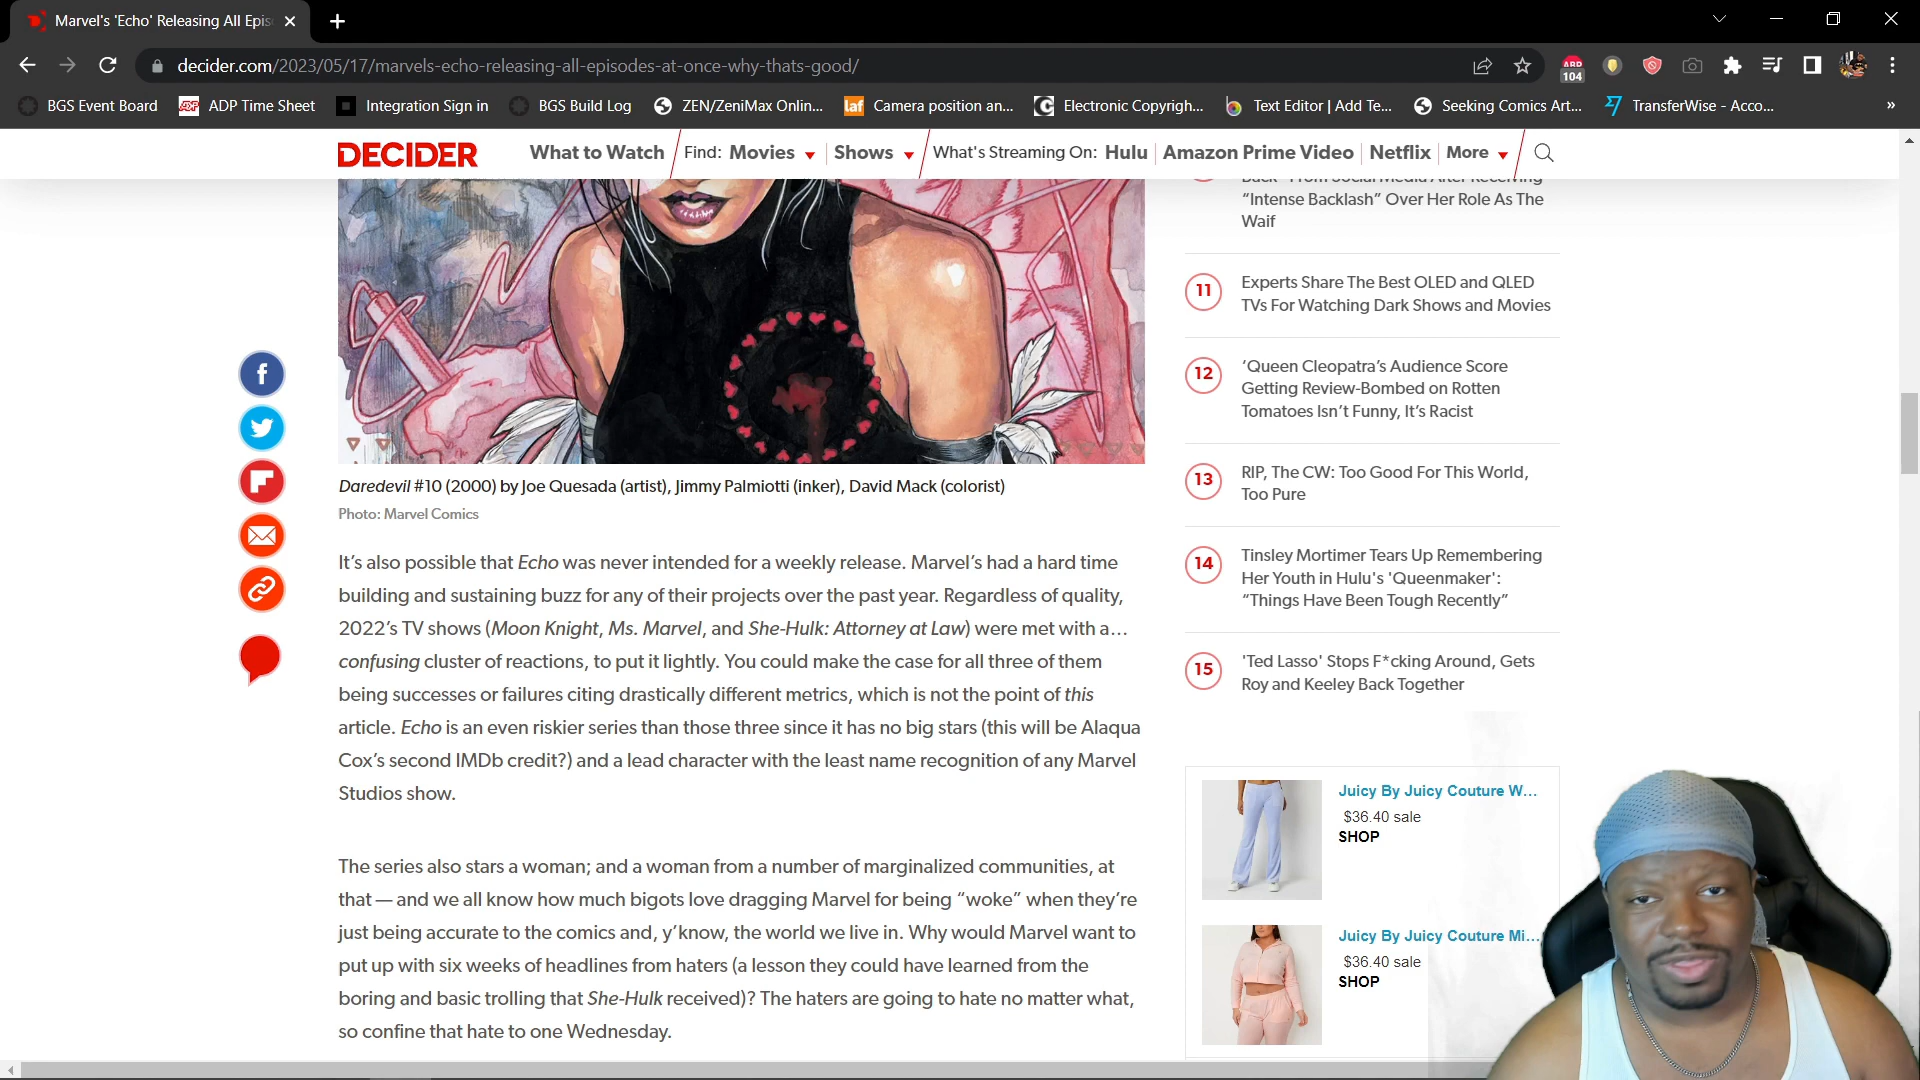 Marvel's 'Echo' Releasing All Epis
decider.com/2023/05/17/marvels-echo-releasing-all-episodes-at-once-why-thats-good/
ABP
104
BGS Event Board
ADP Time Sheet
Integration Sign in
BGS Build Log
ZEN/ZeniMax Onlin...
laf Camera position an...
Electronic Copyrigh...
Text Editor | Add Te...
Seeking Comics Art...
TransferWise - Acco...
»
DECIDER
What to Watch
Find: Movies
Shows
What's Streaming On: Hulu
Amazon Prime Video
Netflix
More
Daredevil #10 (2000) by Joe Quesada (artist), Jimmy Palmiotti (inker), David Mack (colorist)
Photo: Marvel Comics
It's also possible that Echo was never intended for a weekly release. Marvel's had a hard time
building and sustaining buzz for any of their projects over the past year. Regardless of quality,
2022's TV shows (Moon Knight, Ms. Marvel, and She-Hulk: Attorney at Law) were met with a...
confusing cluster of reactions, to put it lightly. You could make the case for all three of them
being successes or failures citing drastically different metrics, which is not the point of this
article. Echo is an even riskier series than those three since it has no big stars (this will be Alaqua
Cox's second IMDb credit?) and a lead character with the least name recognition of any Marvel
Studios show.
The series also stars a woman; and a woman from a number of marginalized communities, at
that — and we all know how much bigots love dragging Marvel for being “woke” when they're
just being accurate to the comics and, y'know, the world we live in. Why would Marvel want to
put up with six weeks of headlines from haters (a lesson they could have learned from the
boring and basic trolling that She-Hulk received)? The haters are going to hate no matter what,
so confine that hate to one Wednesday.
Back” From Social Media After Receiving
“Intense Backlash” Over Her Role As The
Waif
11
Experts Share The Best OLED and QLED
TVs For Watching Dark Shows and Movies
12
‘Queen Cleopatra's Audience Score
Getting Review-Bombed on Rotten
Tomatoes Isn't Funny, It's Racist
13
RIP, The CW: Too Good For This World,
Too Pure
14
Tinsley Mortimer Tears Up Remembering
Her Youth in Hulu's 'Queenmaker':
“Things Have Been Tough Recently”
15
'Ted Lasso' Stops F*cking Around, Gets
Roy and Keeley Back Together
Juicy By Juicy Couture W...
$36.40 sale
SHOP
Juicy By Juicy Couture Mi...
$36.40 sale
SHOP